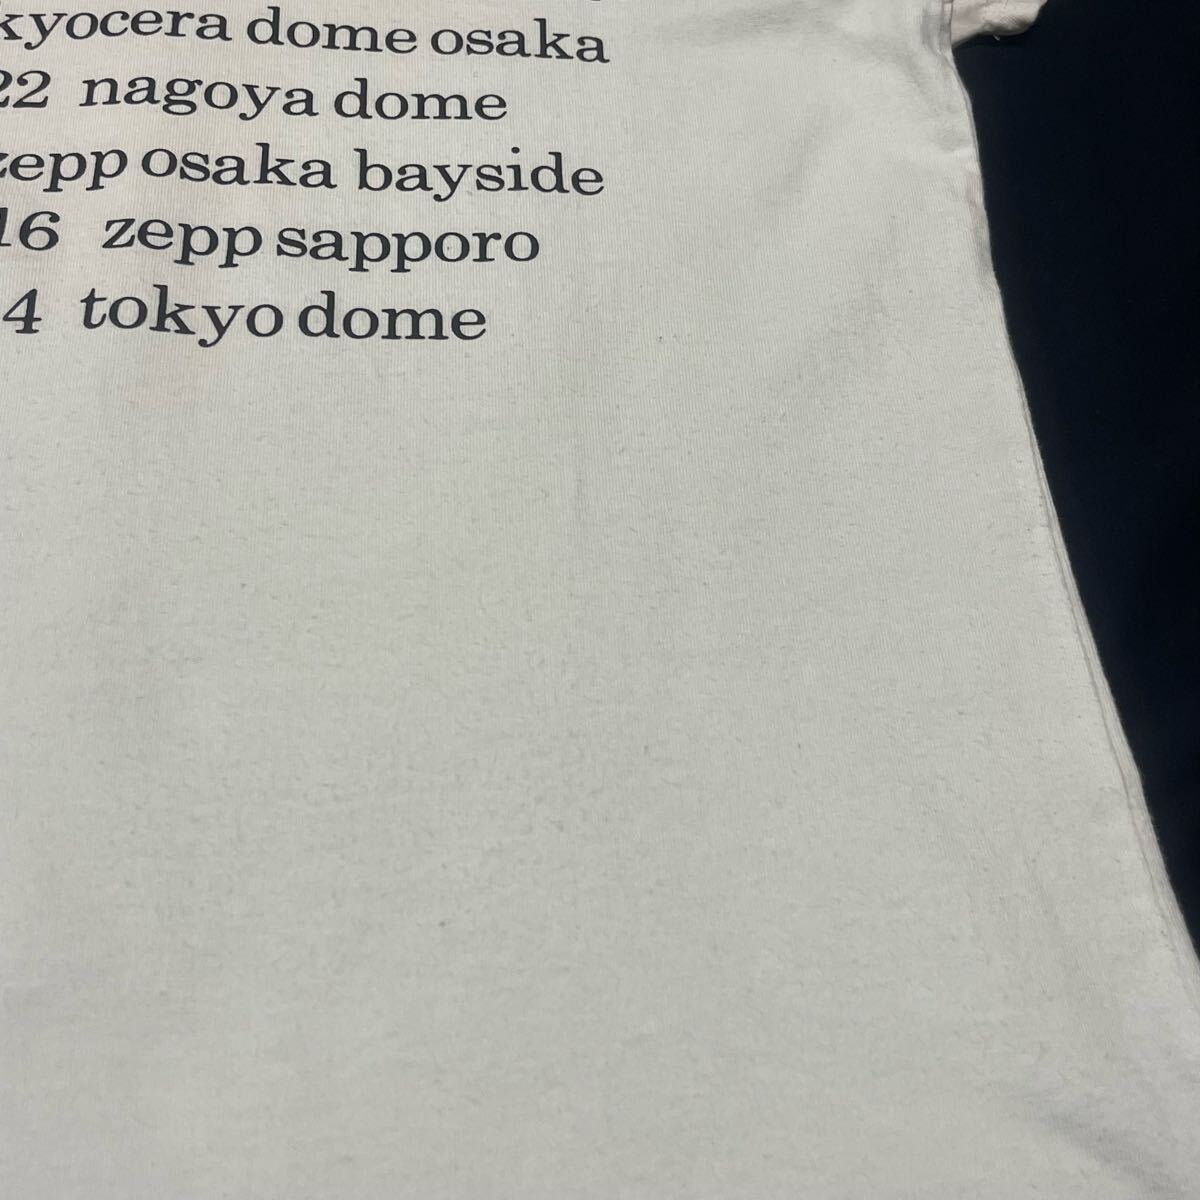 kyocera dome osaka
22 nagoya dome
zepp osaka bayside
16 zepp sapporo
4 tokyo dome